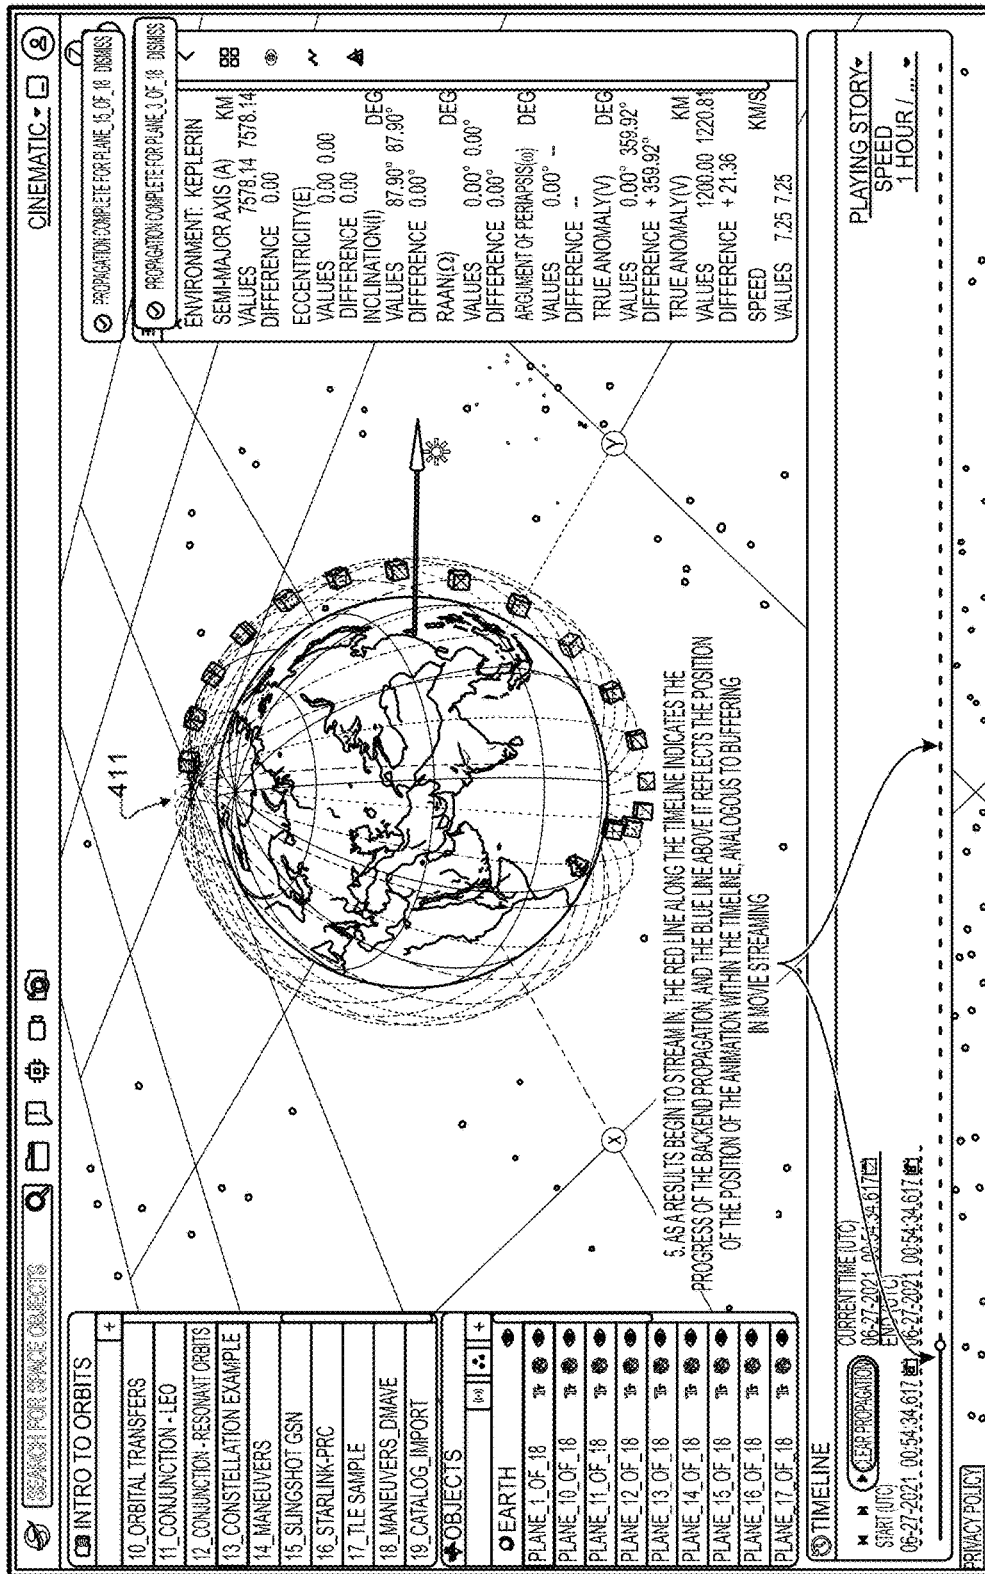 SEARCH FOR SPACE OBJECTS
CINEMATIC
INTRO TO ORBITS
+
10_ORBITAL TRANSFERS
11_CONJUNCTION - LEO
12_CONJUNCTION - RESONANT ORBITS
13_CONSTELLATION EXAMPLE
14_MANEUVERS
15_SLINGSHOT GSN
16_STARLINK-PRC
17_TLE SAMPLE
18_MANEUVERS_DMAVE
19_CATALOG_IMPORT
OBJECTS
+
EARTH
PLANE_1_OF_18
PLANE_10_OF_18
PLANE_11_OF_18
PLANE_12_OF_18
PLANE_13_OF_18
PLANE_14_OF_18
PLANE_15_OF_18
PLANE_16_OF_18
PLANE_17_OF_18
411
X
Y
5. AS A RESULTS BEGIN TO STREAM IN, THE RED LINE ALONG THE TIMELINE INDICATES THE
PROGRESS OF THE BACKEND PROPAGATION, AND THE BLUE LINE ABOVE IT REFLECTS THE POSITION
OF THE POSITION OF THE ANIMATION WITHIN THE TIMELINE, ANALOGOUS TO BUFFERING
IN MOVIE STREAMING
PROPAGATION COMPLETE FOR PLANE_15 OF_18 DISMISS
PROPAGATION COMPLETE FOR PLANE_3_OF_18 DISMISS
ENVIRONMENT: KEPLERIN
SEMI-MAJOR AXIS (A) KM
VALUES 7578.14 7578.14
DIFFERENCE 0.00
ECCENTRICITY(E)
VALUES 0.00 0.00
DIFFERENCE 0.00
INCLINATION(I) DEG
VALUES 87.90° 87.90°
DIFFERENCE 0.00°
RAAN(Ω) DEG
VALUES 0.00° 0.00°
DIFFERENCE 0.00°
ARGUMENT OF PERIAPSIS(ω) DEG
VALUES 0.00° --
DIFFERENCE --
TRUE ANOMALY(V) DEG
VALUES 0.00° 359.92°
DIFFERENCE + 359.92°
TRUE ANOMALY(V) KM
VALUES 1200.00 1220.81
DIFFERENCE + 21.36
SPEED KM/S
VALUES 7.25 7.25
TIMELINE
CLEAR PROPAGATION
CURRENT TIME (UTC)
06-27-2021 00:54:34.617
START (UTC)
06-27-2021 00:54:34.617
END (UTC)
06-27-2021 00:54:34.617
PLAYING STORY
SPEED
1 HOUR / ...
PRIVACY POLICY